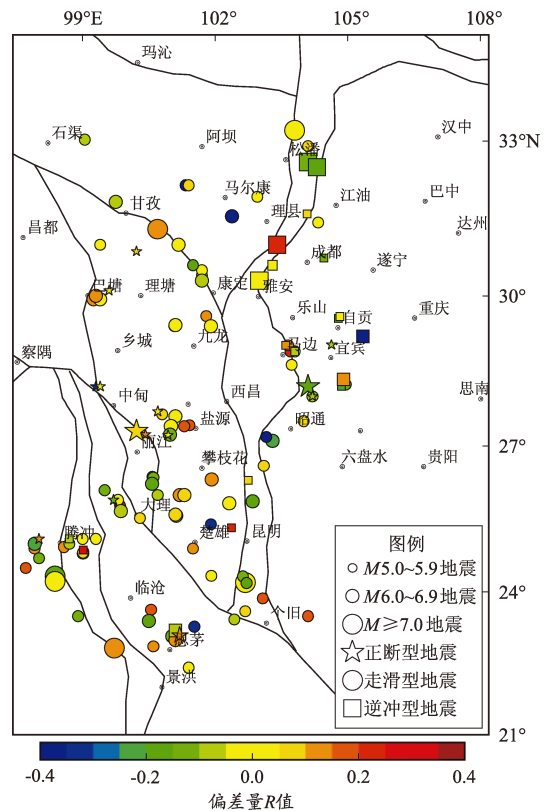 99°E 102° 105° 108°
玛沁
石渠
阿坝
松潘
汉中
33°N
甘孜
马尔康
理县
江油
巴中
昌都
达州
成都
遂宁
巴塘
理塘
康定
雅安
30°
乐山
自贡
重庆
察隅
乡城
九龙
马边
宜宾
中甸
西昌
思南
盐源
昭通
丽江
27°
攀枝花
六盘水
贵阳
大理
腾冲
楚雄
昆明
图例
M5.0~5.9地震
临沧
M6.0~6.9地震
24°
个旧
M≥7.0地震
思茅
正断型地震
走滑型地震
景洪
逆冲型地震
21°
-0.4 -0.2 0.0 0.2 0.4
偏差量R值